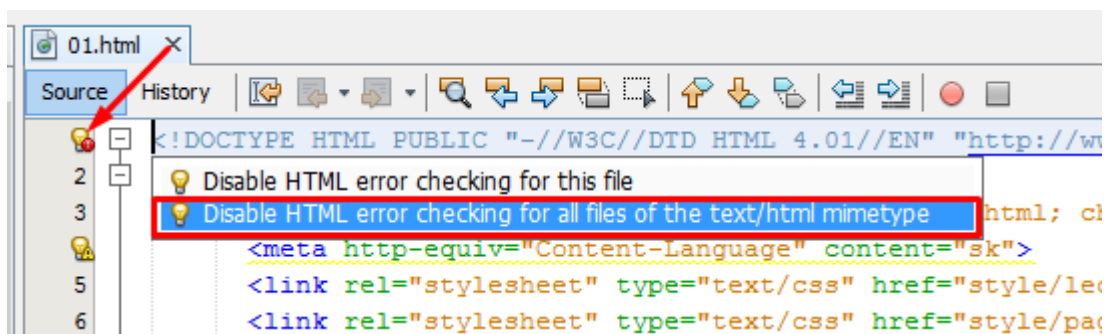 01.html
Source History
<!DOCTYPE HTML PUBLIC "-//W3C//DTD HTML 4.01//EN" "http://ww
2 Disable HTML error checking for this file
3 Disable HTML error checking for all files of the text/html mimetype html; ch
<meta http-equiv="Content-Language" content="sk">
5 <link rel="stylesheet" type="text/css" href="style/lec
6 <link rel="stylesheet" type="text/css" href="style/pac